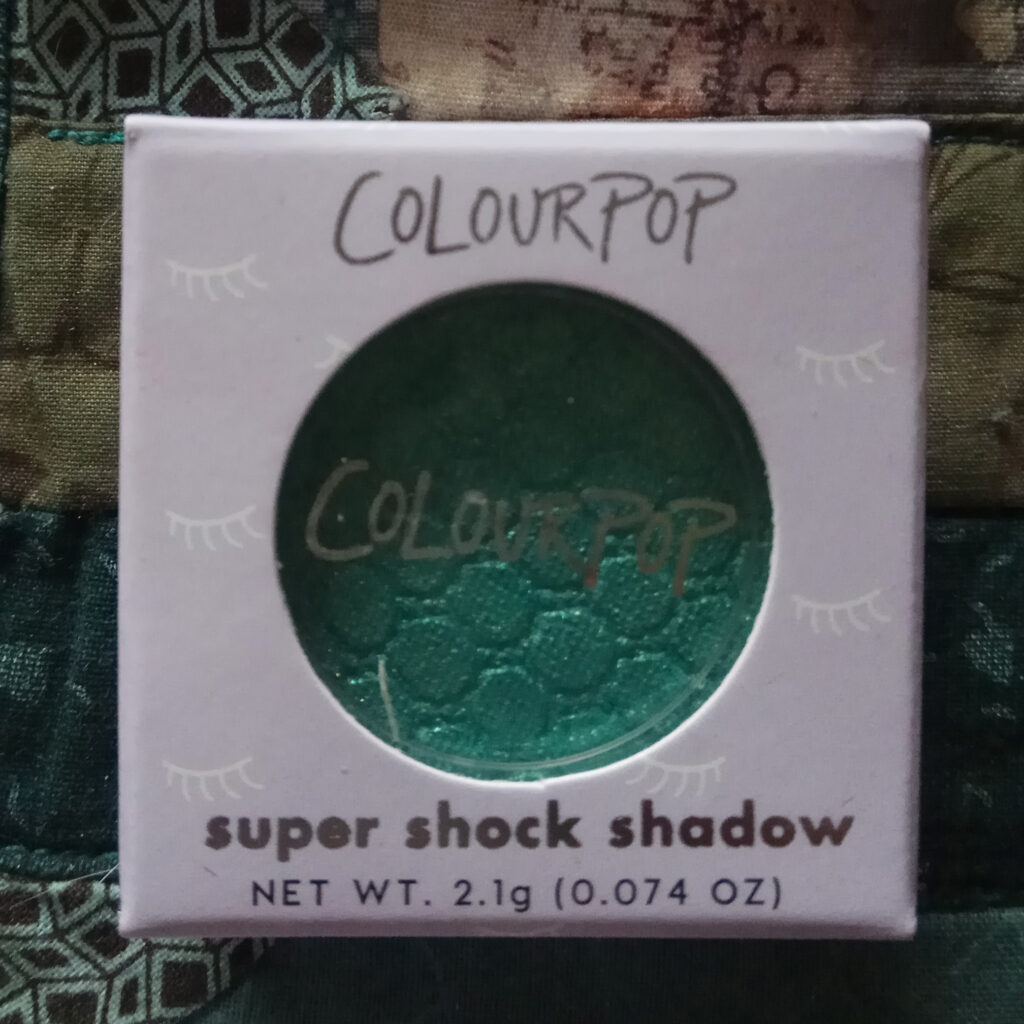 COLOURPOP
COLOURPOP
super shock shadow
NET WT. 2.1g (0.074 OZ)